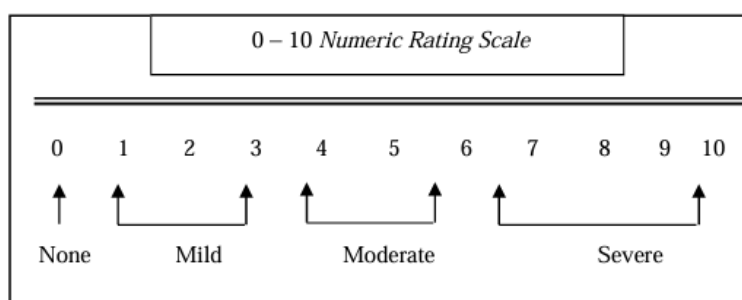 0 – 10 Numeric Rating Scale
0 1 2 3 4 5 6 7 8 9 10
None Mild Moderate Severe